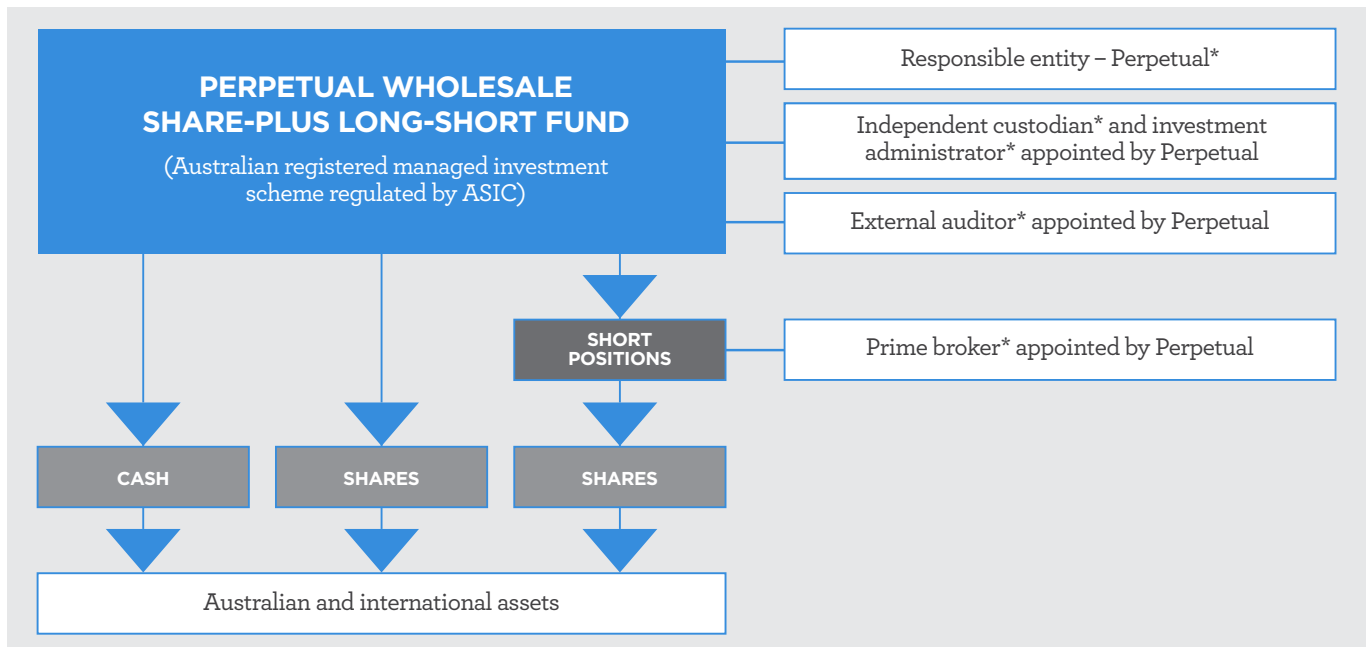 PERPETUAL WHOLESALE
SHARE-PLUS LONG-SHORT FUND
(Australian registered managed investment
scheme regulated by ASIC)
Responsible entity – Perpetual*
Independent custodian* and investment
administrator* appointed by Perpetual
External auditor* appointed by Perpetual
SHORT
POSITIONS
Prime broker* appointed by Perpetual
CASH
SHARES
SHARES
Australian and international assets